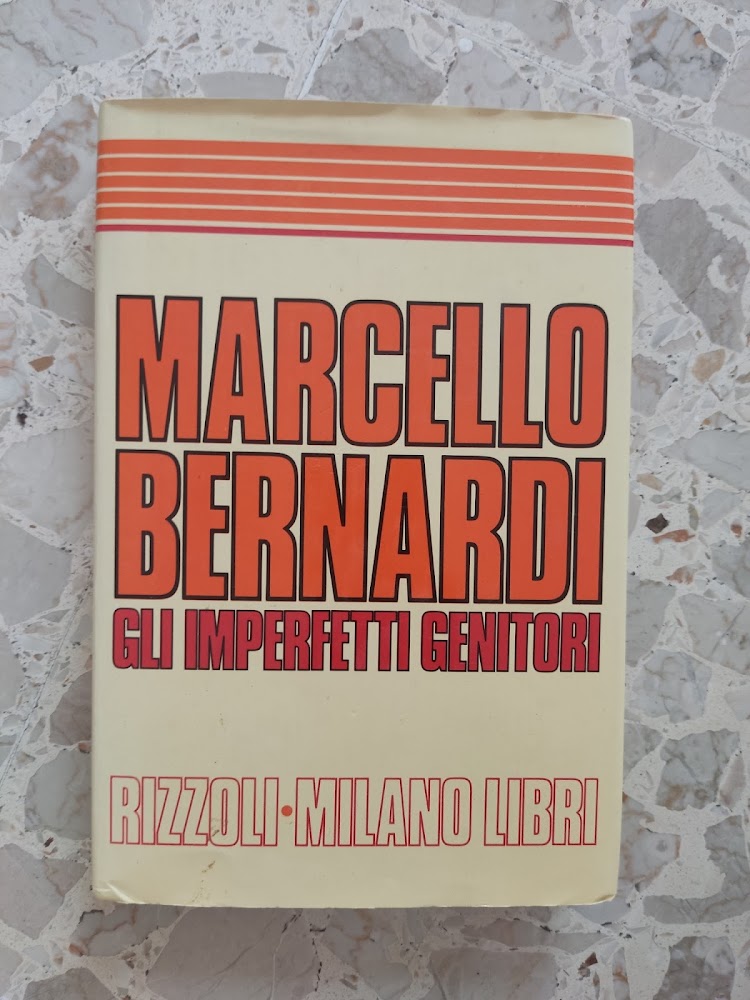 MARCELLO
BERNARDI
GLI IMPERFETTI GENITORI
RIZZOLI • MILANO LIBRI